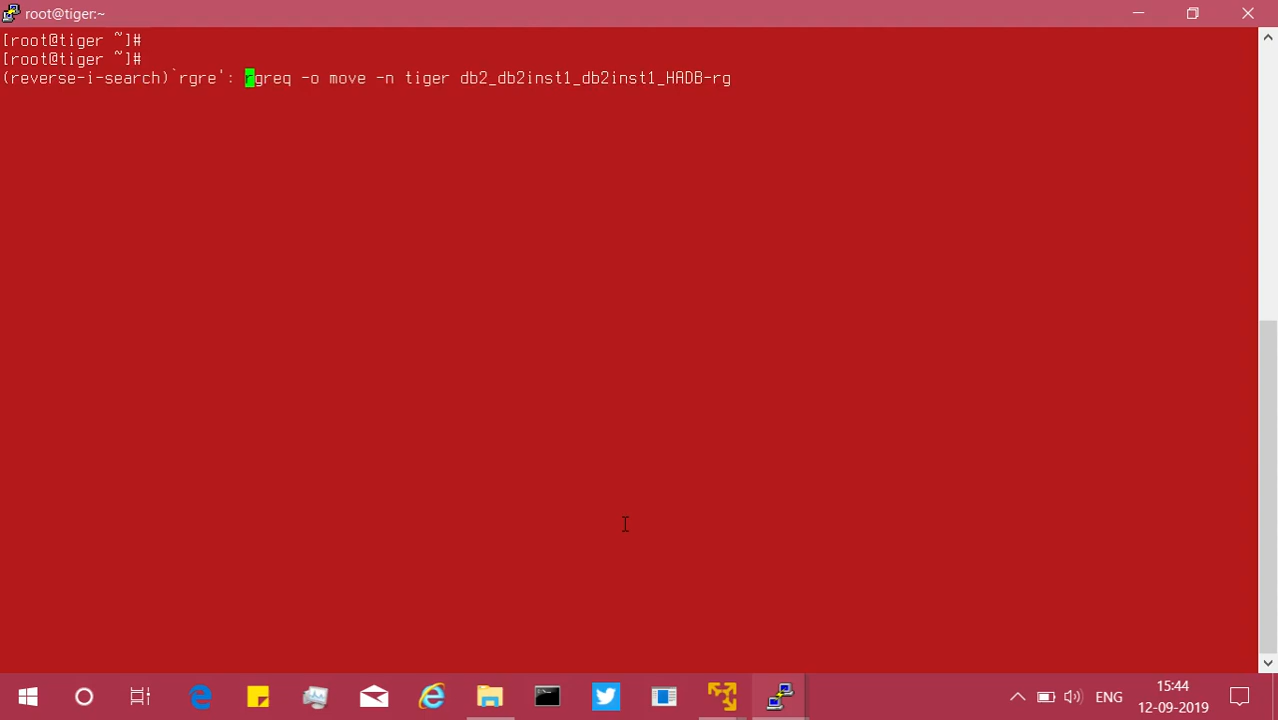 root@tiger:~
[root@tiger ~]#
[root@tiger ~]#
(reverse-i-search)`rgre': rgreq -o move -n tiger db2_db2inst1_db2inst1_HADB-rg
ENG
15:44
12-09-2019